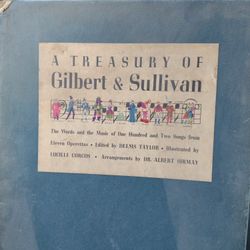 A TREASURY OF
Gilbert & Sullivan
The Words and the Music of One Hundred and Two Songs from
Eleven Operettas • Edited by DEEMS TAYLOR • Illustrated by
LUCILLE CORCOS • Arrangements by DR. ALBERT SIRMAY